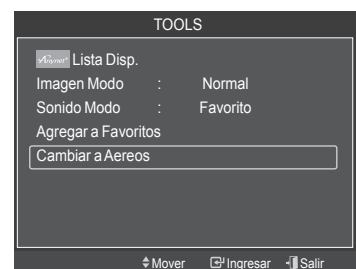 TOOLS
Anynet+ Lista Disp.
Imagen Modo : Normal
Sonido Modo : Favorito
Agregar a Favoritos
Cambiar a Aereos
Mover Ingresar Salir